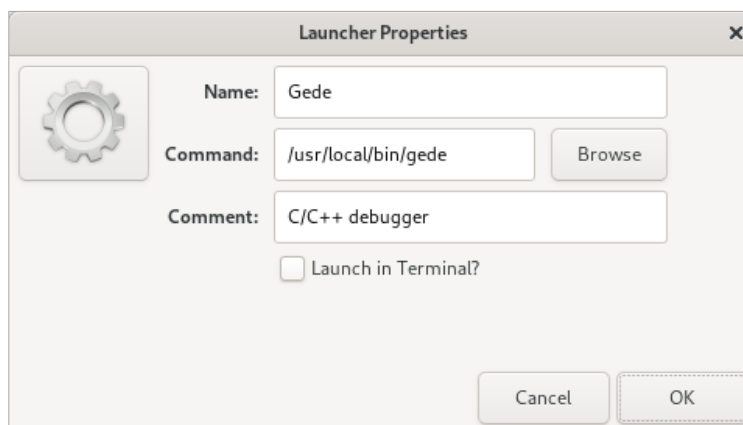 Launcher Properties
Name: Gede
Command: /usr/local/bin/gede Browse
Comment: C/C++ debugger
Launch in Terminal?
Cancel OK